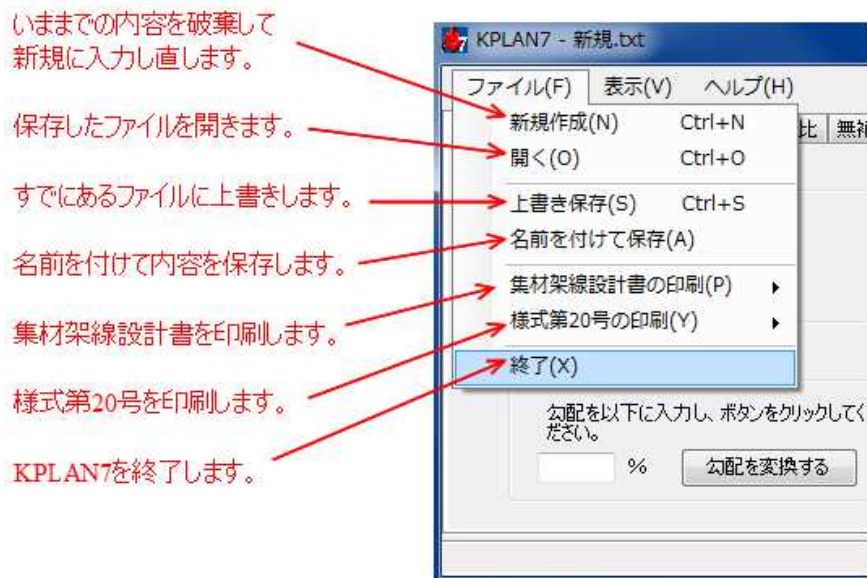 いままでの内容を破棄して
新規に入力し直します。
保存したファイルを開きます。
すでにあるファイルに上書きします。
名前を付けて内容を保存します。
集材架線設計書を印刷します。
様式第20号を印刷します。
KPLAN7を終了します。
KPLAN7 - 新規.txt
ファイル(F) 表示(V) ヘルプ(H)
新規作成(N) Ctrl+N
開く(O) Ctrl+O
上書き保存(S) Ctrl+S
名前を付けて保存(A)
集材架線設計書の印刷(P)
様式第20号の印刷(Y)
終了(X)
比 無補
勾配を以下に入力し、ボタンをクリックしてく
ださい。
% 勾配を変換する